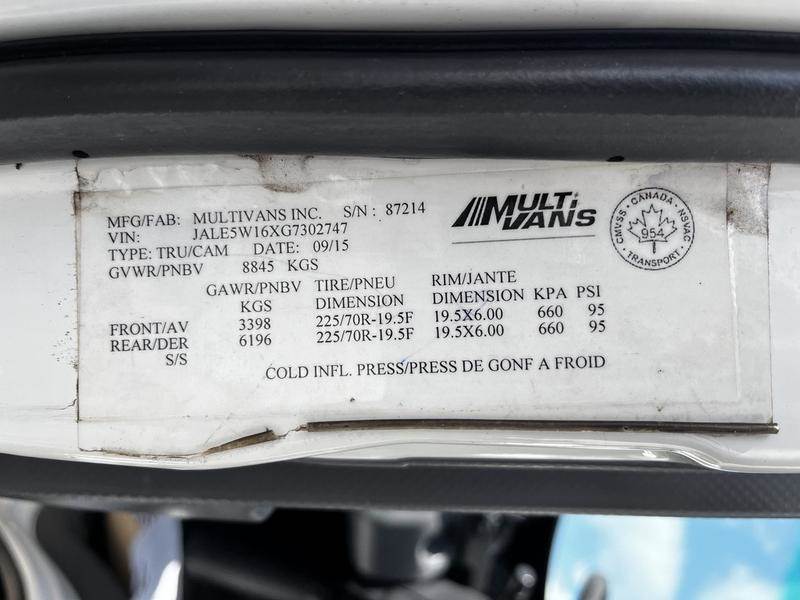 MFG/FAB: MULTIVANS INC. S/N : 87214
VIN: JALE5W16XG7302747
TYPE: TRU/CAM DATE: 09/15
GVWR/PNBV 8845 KGS
GAWR/PNBV TIRE/PNEU RIM/JANTE
KGS DIMENSION DIMENSION KPA PSI
FRONT/AV 3398 225/70R-19.5F 19.5X6.00 660 95
REAR/DER 6196 225/70R-19.5F 19.5X6.00 660 95
S/S
COLD INFL. PRESS/PRESS DE GONF A FROID
MULTI
VANS
CANADA
CMVSS NSVAC
954
TRANSPORT